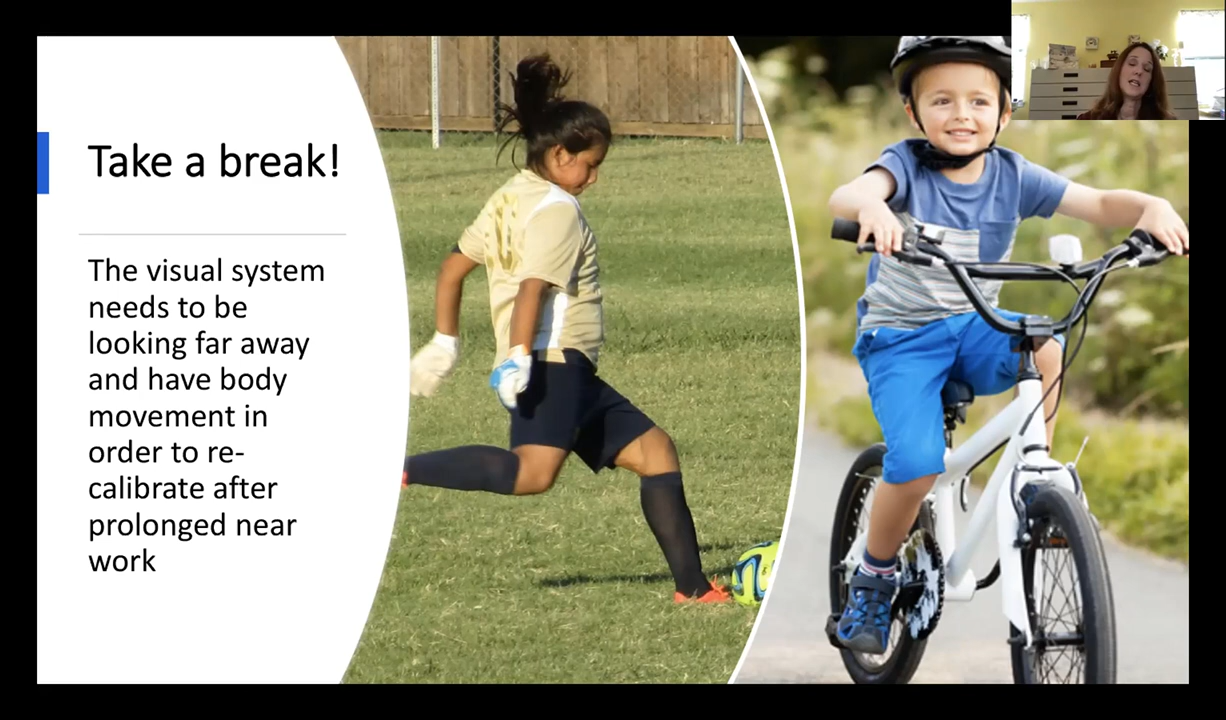 Take a break!
The visual system
needs to be
looking far away
and have body
movement in
order to re-
calibrate after
prolonged near
work